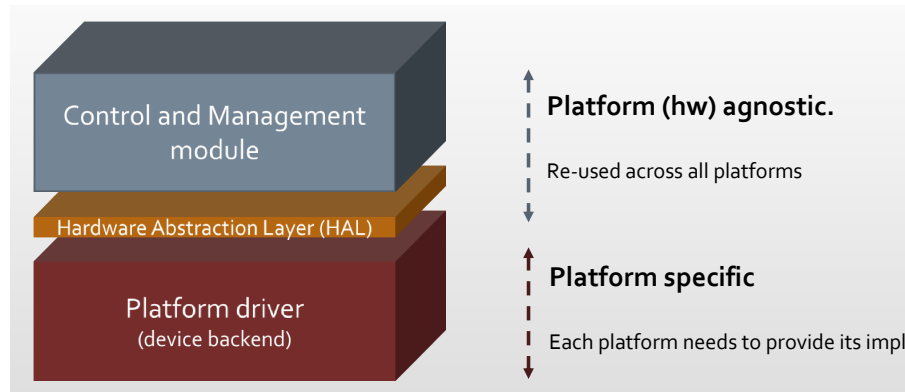 Control and Management
module
Hardware Abstraction Layer (HAL)
Platform driver
(device backend)
Platform (hw) agnostic.
Re-used across all platforms
Platform specific
Each platform needs to provide its impl